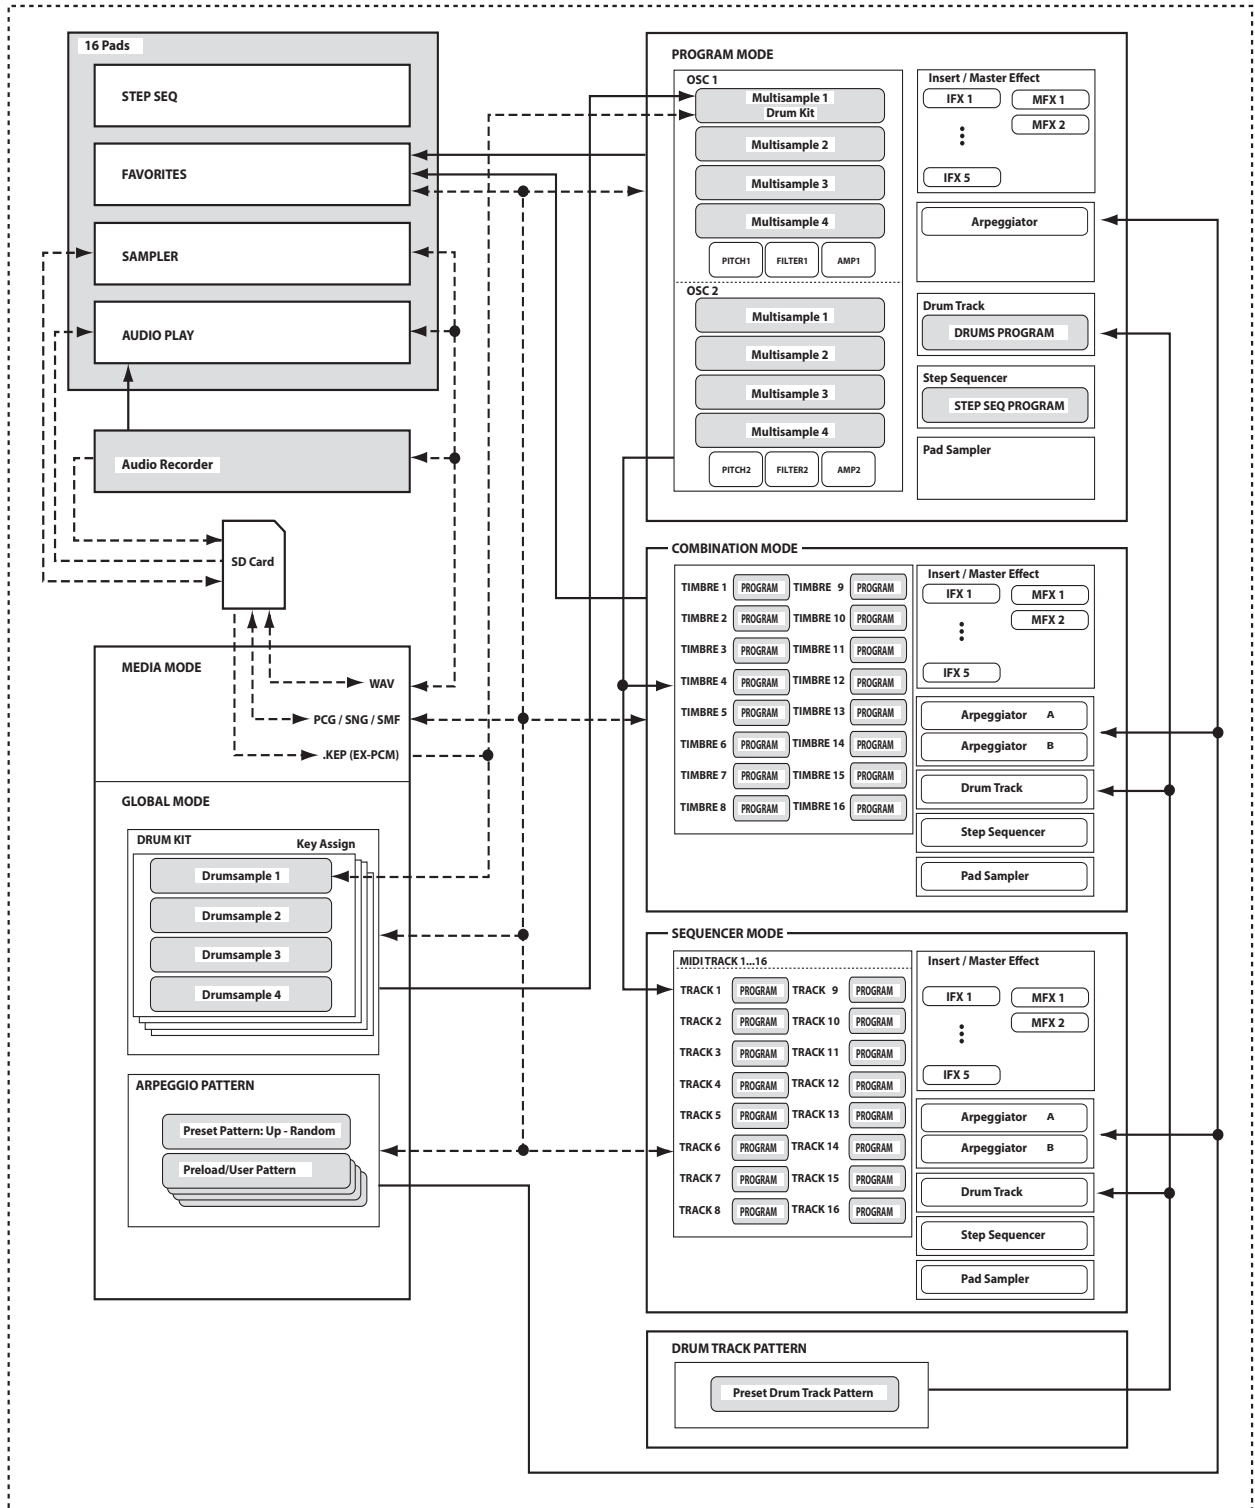 16 Pads
STEP SEQ
FAVORITES
SAMPLER
AUDIO PLAY
Audio Recorder
SD Card
MEDIA MODE
WAV
PCG / SNG / SMF
.KEP (EX-PCM)
GLOBAL MODE
DRUM KIT
Key Assign
Drumsample 1
Drumsample 2
Drumsample 3
Drumsample 4
ARPEGGIO PATTERN
Preset Pattern: Up - Random
Preload/User Pattern
PROGRAM MODE
OSC 1
Multisample 1
Drum Kit
Multisample 2
Multisample 3
Multisample 4
PITCH1 FILTER1 AMP1
OSC 2
Multisample 1
Multisample 2
Multisample 3
Multisample 4
PITCH2 FILTER2 AMP2
Insert / Master Effect
IFX 1 MFX 1
MFX 2
IFX 5
Arpeggiator
Drum Track
DRUMS PROGRAM
Step Sequencer
STEP SEQ PROGRAM
Pad Sampler
COMBINATION MODE
TIMBRE 1 PROGRAM TIMBRE 9 PROGRAM
TIMBRE 2 PROGRAM TIMBRE 10 PROGRAM
TIMBRE 3 PROGRAM TIMBRE 11 PROGRAM
TIMBRE 4 PROGRAM TIMBRE 12 PROGRAM
TIMBRE 5 PROGRAM TIMBRE 13 PROGRAM
TIMBRE 6 PROGRAM TIMBRE 14 PROGRAM
TIMBRE 7 PROGRAM TIMBRE 15 PROGRAM
TIMBRE 8 PROGRAM TIMBRE 16 PROGRAM
Insert / Master Effect
IFX 1 MFX 1
MFX 2
IFX 5
Arpeggiator A
Arpeggiator B
Drum Track
Step Sequencer
Pad Sampler
SEQUENCER MODE
MIDI TRACK 1...16
TRACK 1 PROGRAM TRACK 9 PROGRAM
TRACK 2 PROGRAM TRACK 10 PROGRAM
TRACK 3 PROGRAM TRACK 11 PROGRAM
TRACK 4 PROGRAM TRACK 12 PROGRAM
TRACK 5 PROGRAM TRACK 13 PROGRAM
TRACK 6 PROGRAM TRACK 14 PROGRAM
TRACK 7 PROGRAM TRACK 15 PROGRAM
TRACK 8 PROGRAM TRACK 16 PROGRAM
Insert / Master Effect
IFX 1 MFX 1
MFX 2
IFX 5
Arpeggiator A
Arpeggiator B
Drum Track
Step Sequencer
Pad Sampler
DRUM TRACK PATTERN
Preset Drum Track Pattern